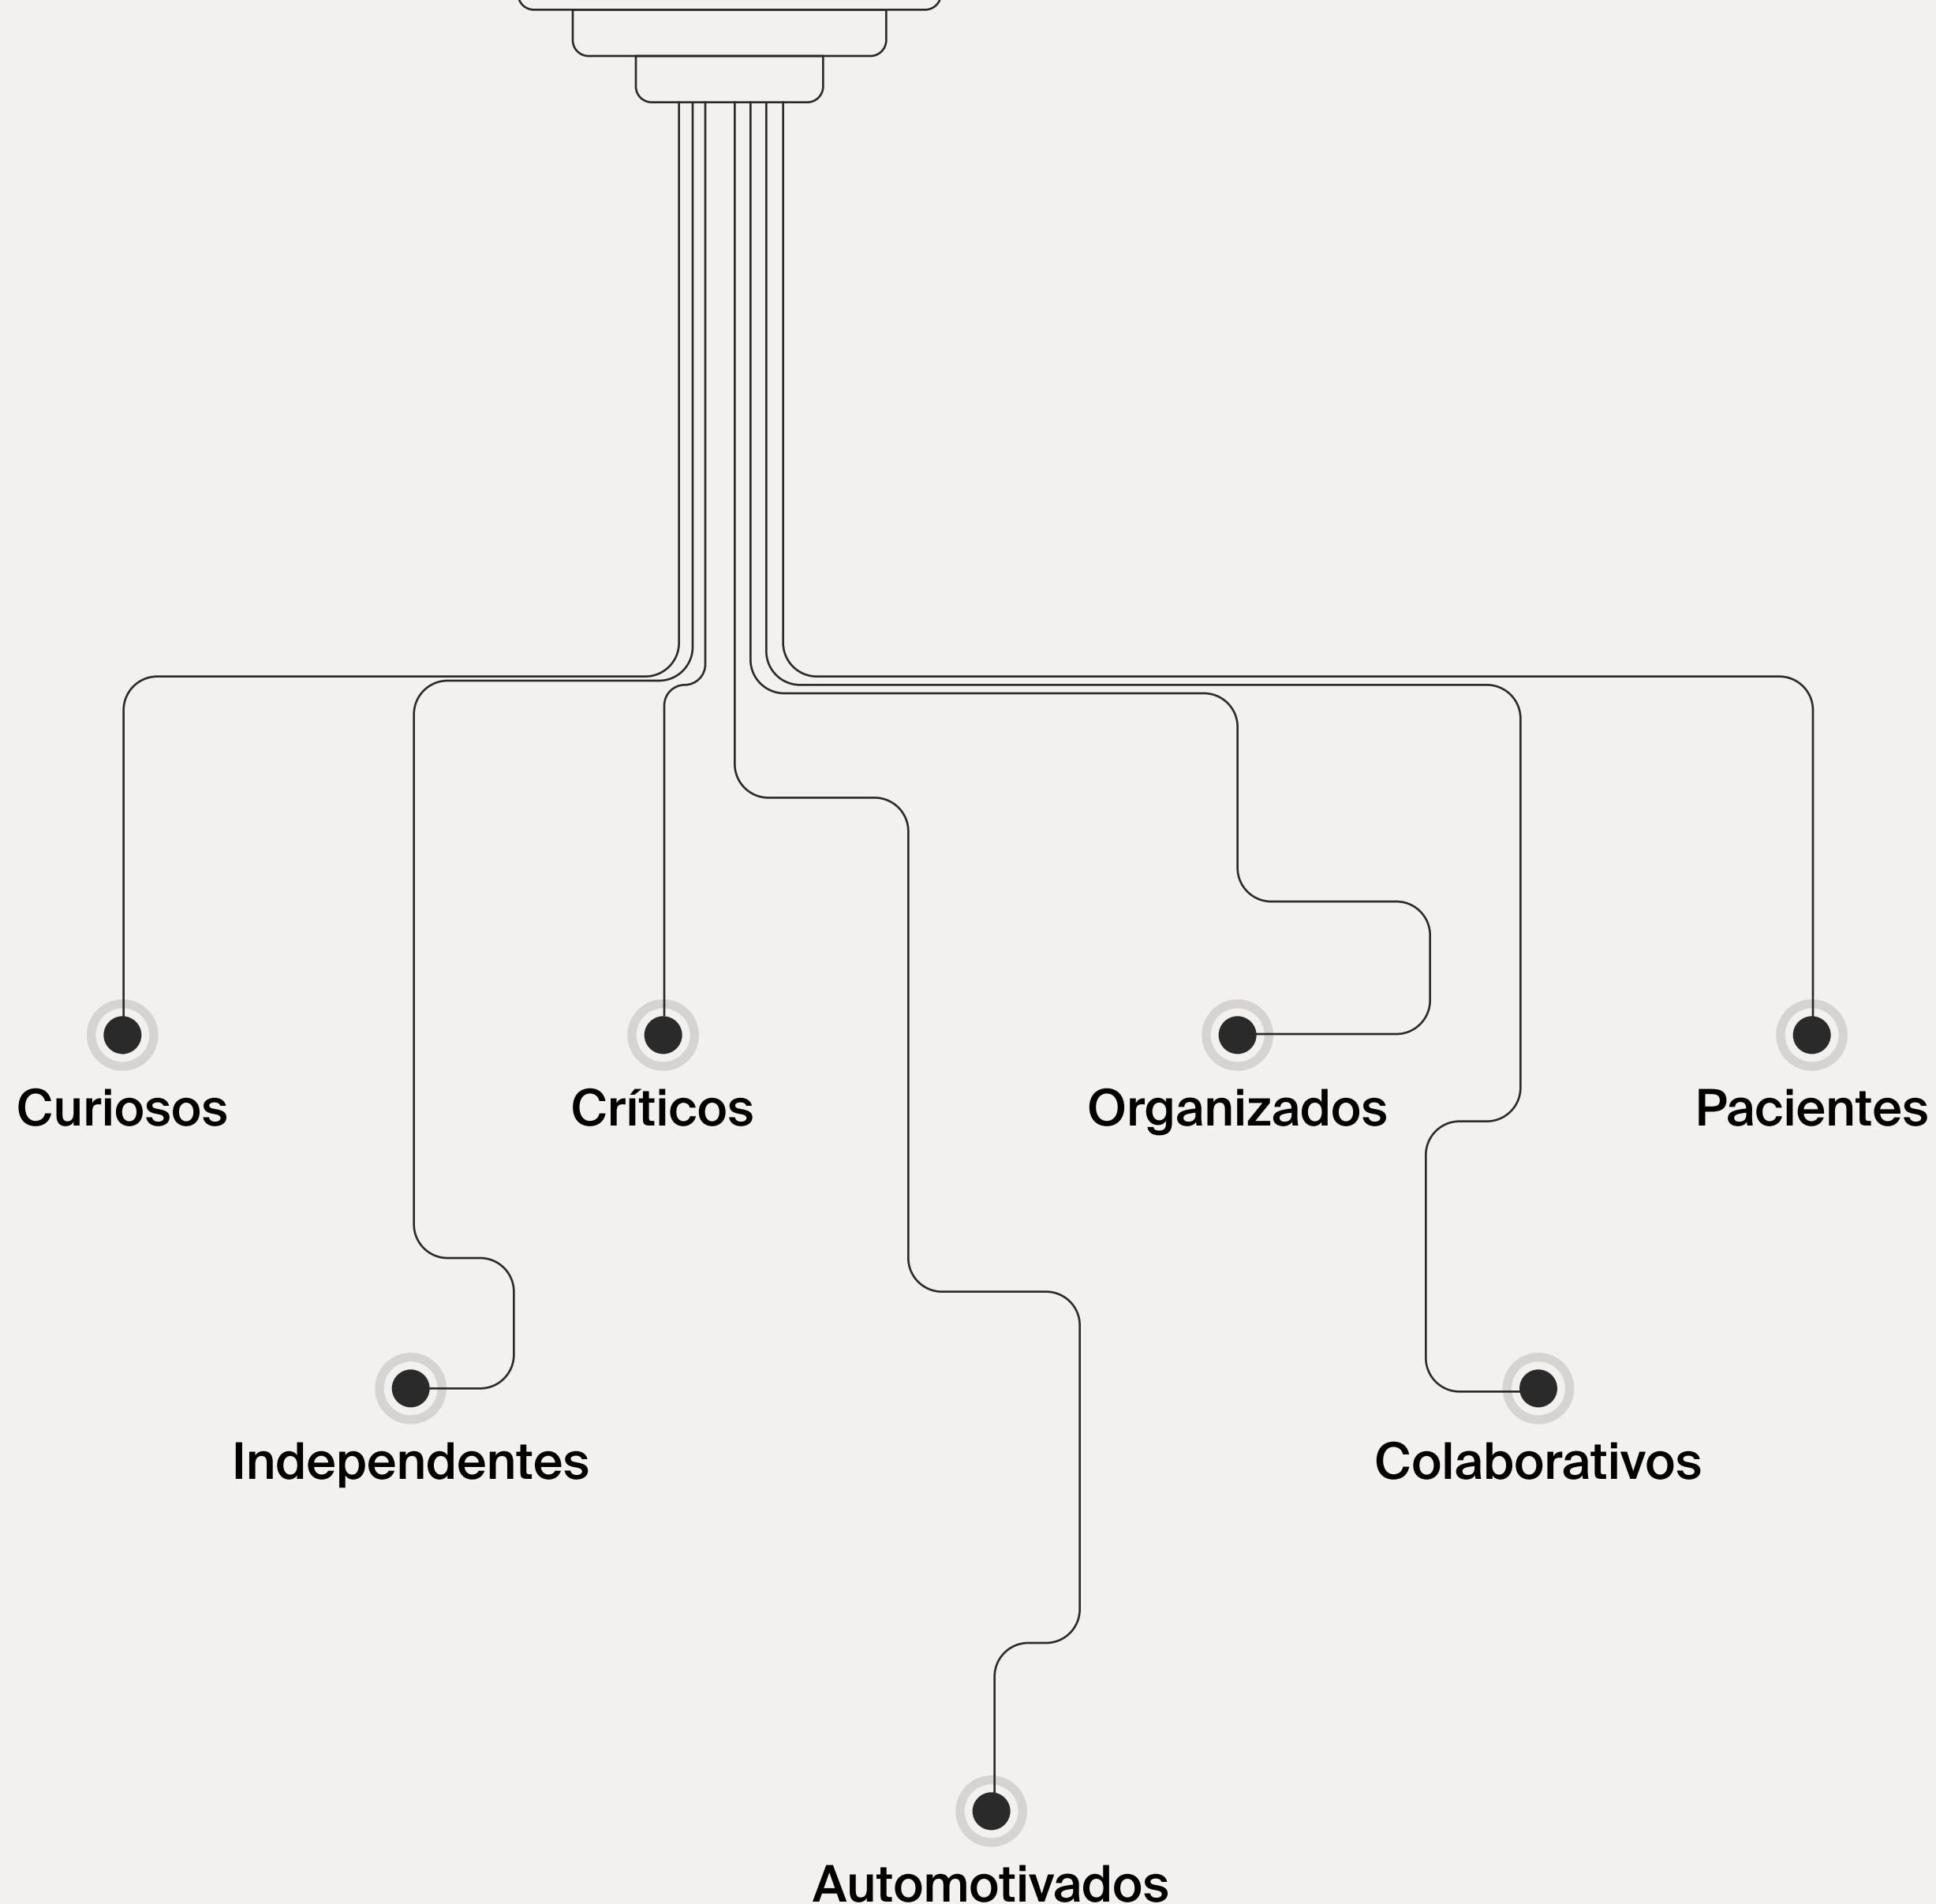 Curiosos
Críticos
Organizados
Pacientes
Independentes
Colaborativos
Automotivados